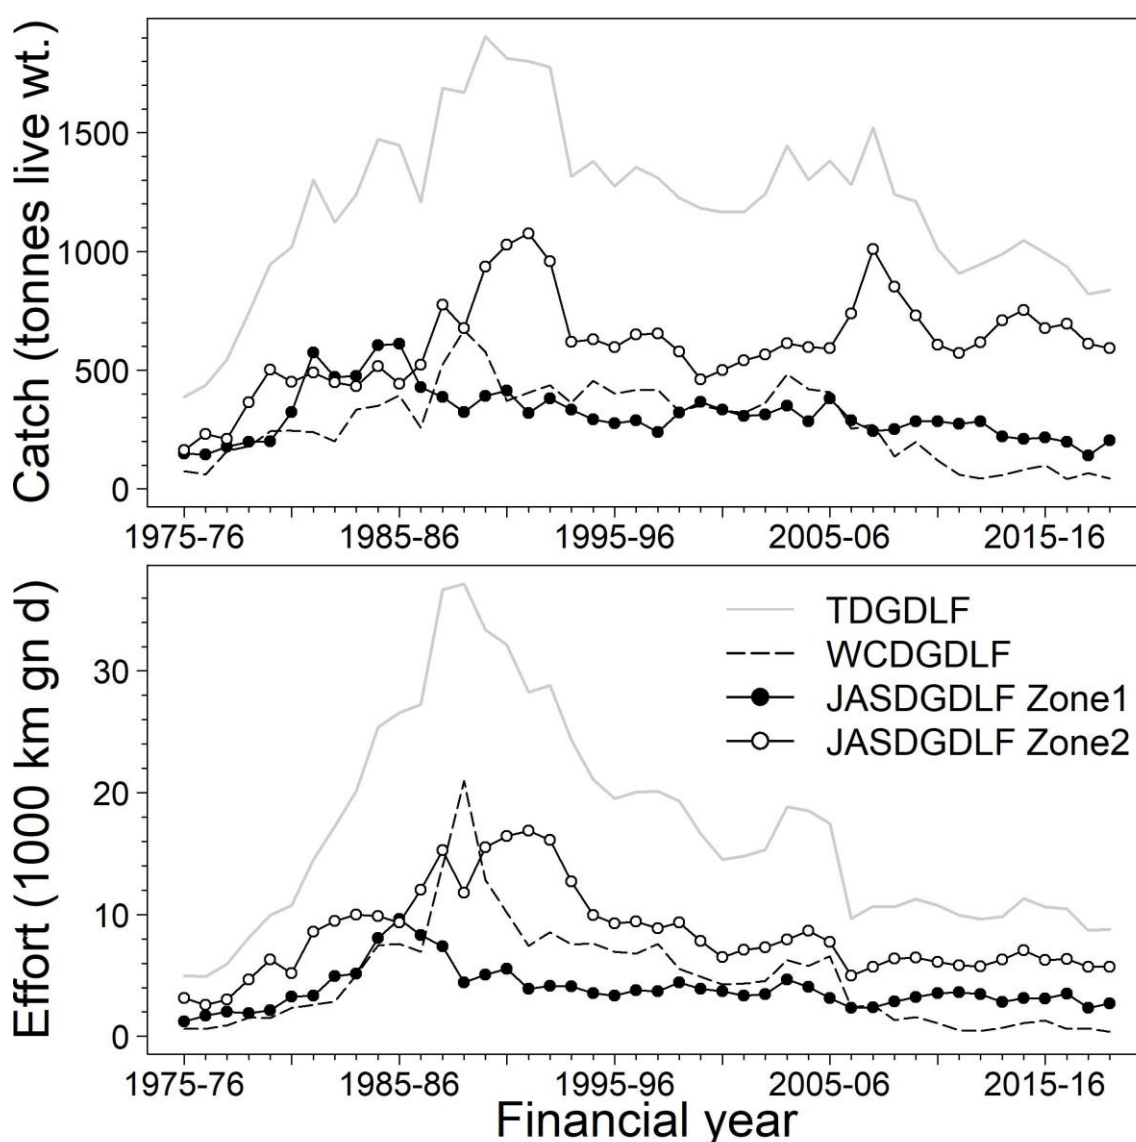 Catch (tonnes live wt.)
1500
1000
500
0
1975-76 1985-86 1995-96 2005-06 2015-16
Effort (1000 km gn d)
30
20
10
0
TDGDLF
WCDGDLF
JASDGDLF Zone1
JASDGDLF Zone2
1975-76 1985-86 1995-96 2005-06 2015-16
Financial year